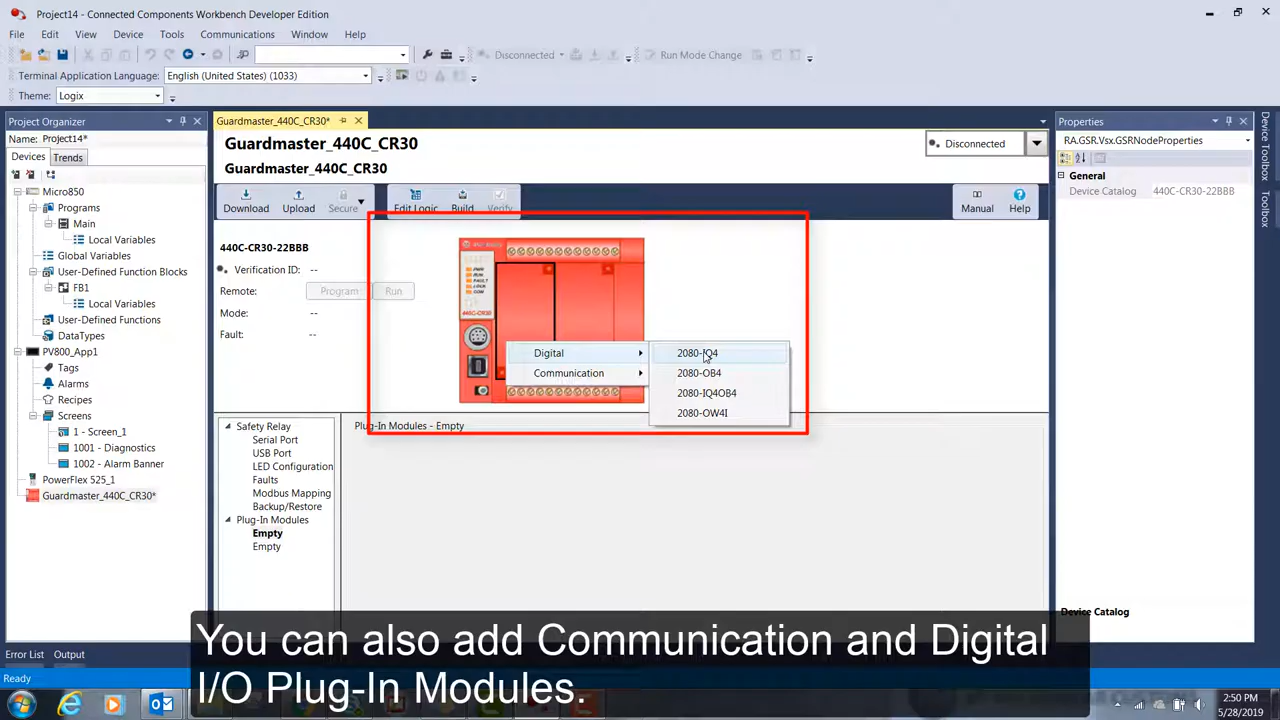 Project14 - Connected Components Workbench Developer Edition
File Edit View Device Tools Communications Window Help
Disconnected Run Mode Change
Terminal Application Language: English (United States) (1033)
Theme: Logix
Project Organizer
Name: Project14*
Devices Trends
Micro850
Programs
Main
Local Variables
Global Variables
User-Defined Function Blocks
FB1
Local Variables
User-Defined Functions
DataTypes
PV800_App1
Tags
Alarms
Recipes
Screens
1 - Screen_1
1001 - Diagnostics
1002 - Alarm Banner
PowerFlex 525_1
Guardmaster_440C_CR30*
Guardmaster_440C_CR30*
Guardmaster_440C_CR30
Guardmaster_440C_CR30
Disconnected
Download Upload Secure Edit Logic Build Verify Manual Help
440C-CR30-22BBB
Verification ID: --
Remote: Program Run
Mode: --
Fault: --
PWR
RUN
FAULT
LOCK
COM
440C-CR30
Digital
Communication
2080-IQ4
2080-OB4
2080-IQ4OB4
2080-OW4I
Safety Relay
Serial Port
USB Port
LED Configuration
Faults
Modbus Mapping
Backup/Restore
Plug-In Modules
Empty
Empty
Plug-In Modules - Empty
Properties
RA.GSR.Vsx.GSRNodeProperties
General
Device Catalog 440C-CR30-22BBB
Device Catalog
Device Toolbox
Toolbox
Error List Output
Ready
You can also add Communication and Digital
I/O Plug-In Modules.
2:50 PM
5/28/2019